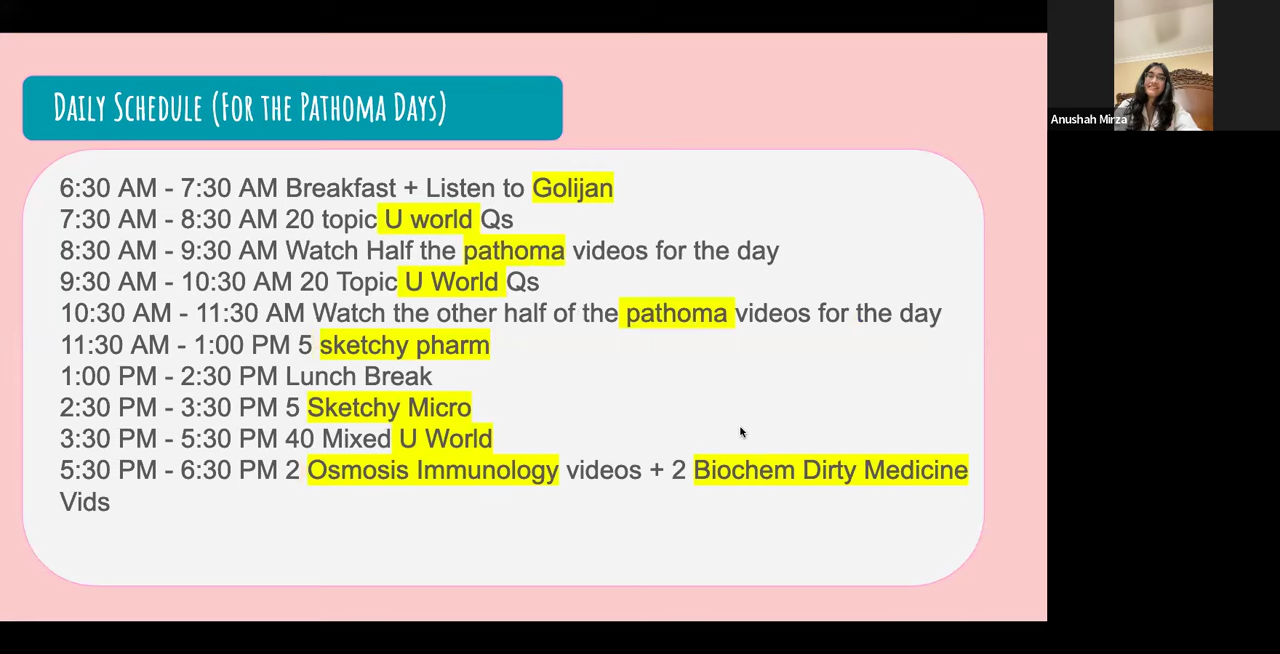 Daily Schedule (For the Pathoma Days)
6:30 AM - 7:30 AM Breakfast + Listen to Golijan
7:30 AM - 8:30 AM 20 topic U world Qs
8:30 AM - 9:30 AM Watch Half the pathoma videos for the day
9:30 AM - 10:30 AM 20 Topic U World Qs
10:30 AM - 11:30 AM Watch the other half of the pathoma videos for the day
11:30 AM - 1:00 PM 5 sketchy pharm
1:00 PM - 2:30 PM Lunch Break
2:30 PM - 3:30 PM 5 Sketchy Micro
3:30 PM - 5:30 PM 40 Mixed U World
5:30 PM - 6:30 PM 2 Osmosis Immunology videos + 2 Biochem Dirty Medicine
Vids
Anushah Mirza